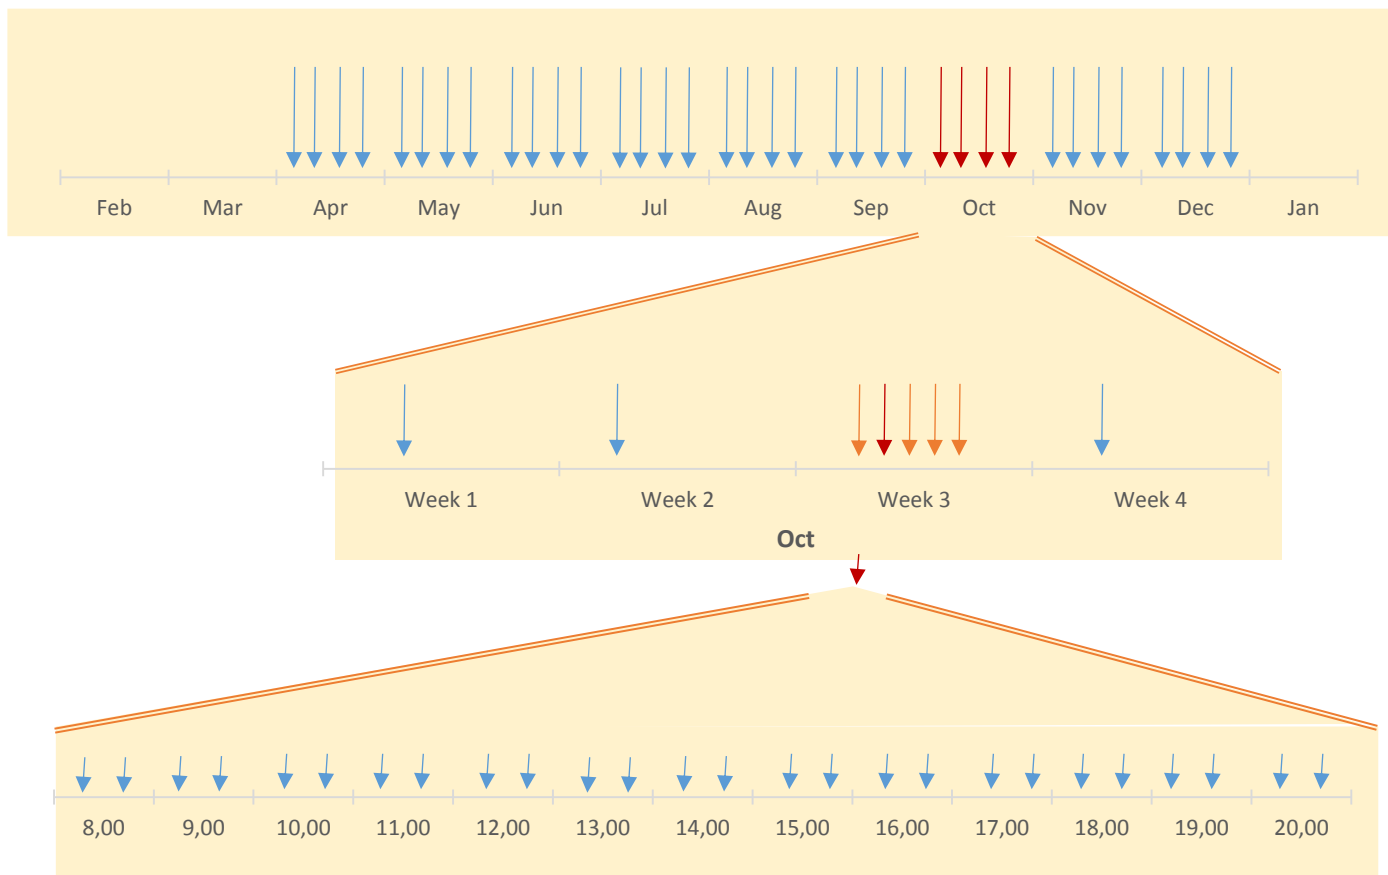 Feb Mar Apr May Jun Jul Aug Sep Oct Nov Dec Jan
Week 1 Week 2 Week 3 Week 4
Oct
8,00 9,00 10,00 11,00 12,00 13,00 14,00 15,00 16,00 17,00 18,00 19,00 20,00